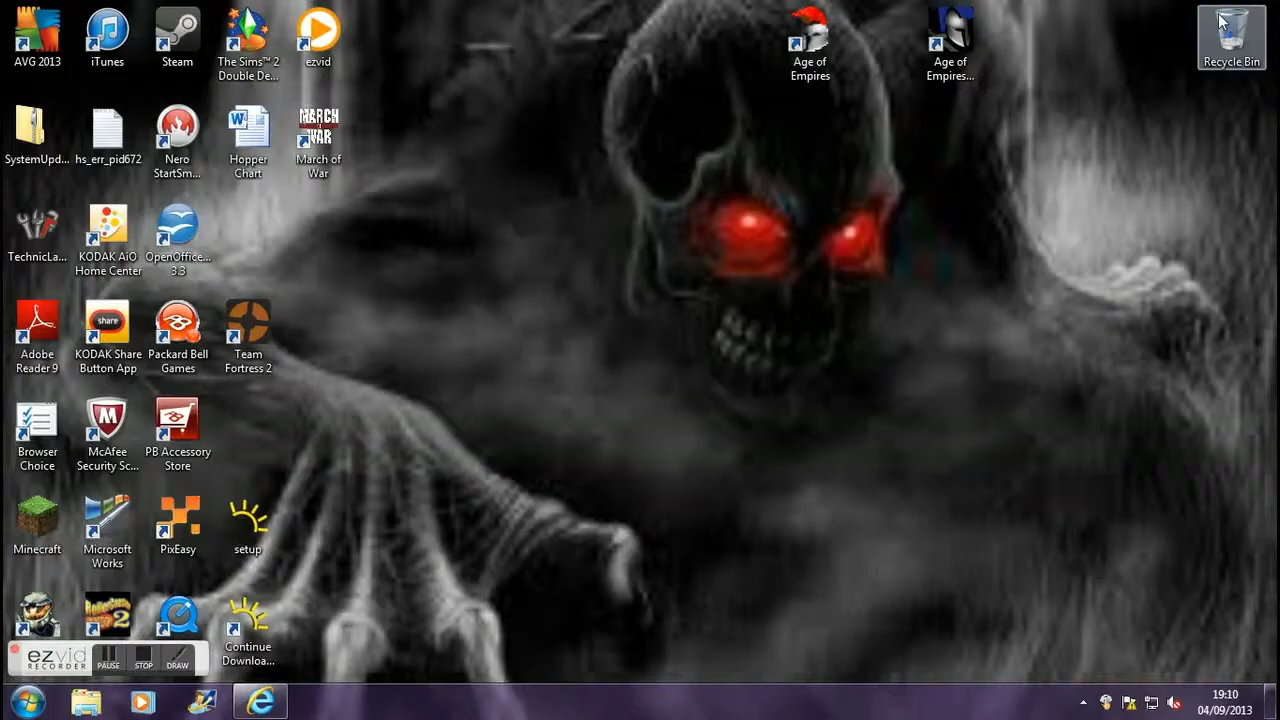 AVG 2013
iTunes
Steam
The Sims™ 2
Double De...
ezvid
Age of
Empires
Age of
Empires...
Recycle Bin
SystemUpd...
hs_err_pid672
Nero
StartSm...
Hopper
Chart
MARCH
WAR
March of
War
TechnicLa...
KODAK AiO
Home Center
OpenOffice...
3.3
Adobe
Reader 9
share
KODAK Share
Button App
Packard Bell
Games
Team
Fortress 2
Browser
Choice
McAfee
Security Sc...
PB Accessory
Store
Minecraft
Microsoft
Works
PixEasy
setup
2
Continue
Downloa...
ezvid
RECORDER
PAUSE
STOP
DRAW
19:10
04/09/2013